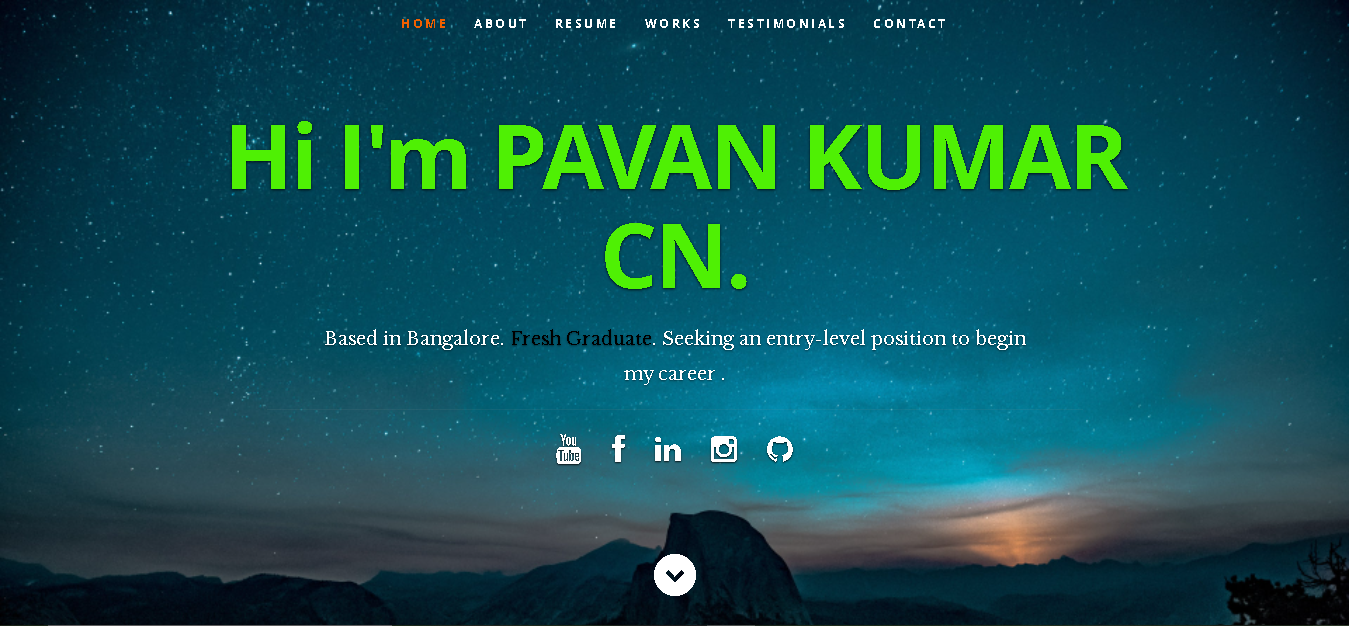 HOME ABOUT RESUME WORKS TESTIMONIALS CONTACT
Hi I'm PAVAN KUMAR
CN.
Based in Bangalore. Fresh Graduate. Seeking an entry-level position to begin
my career .
You
Tube